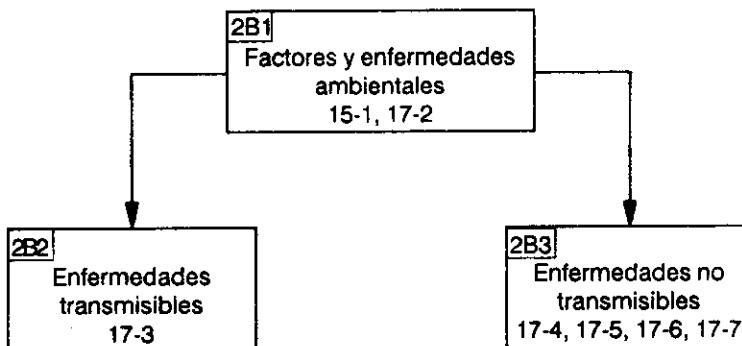 2B1
Factores y enfermedades
ambientales
15-1, 17-2
2B2
Enfermedades
transmisibles
17-3
2B3
Enfermedades no
transmisibles
17-4, 17-5, 17-6, 17-7